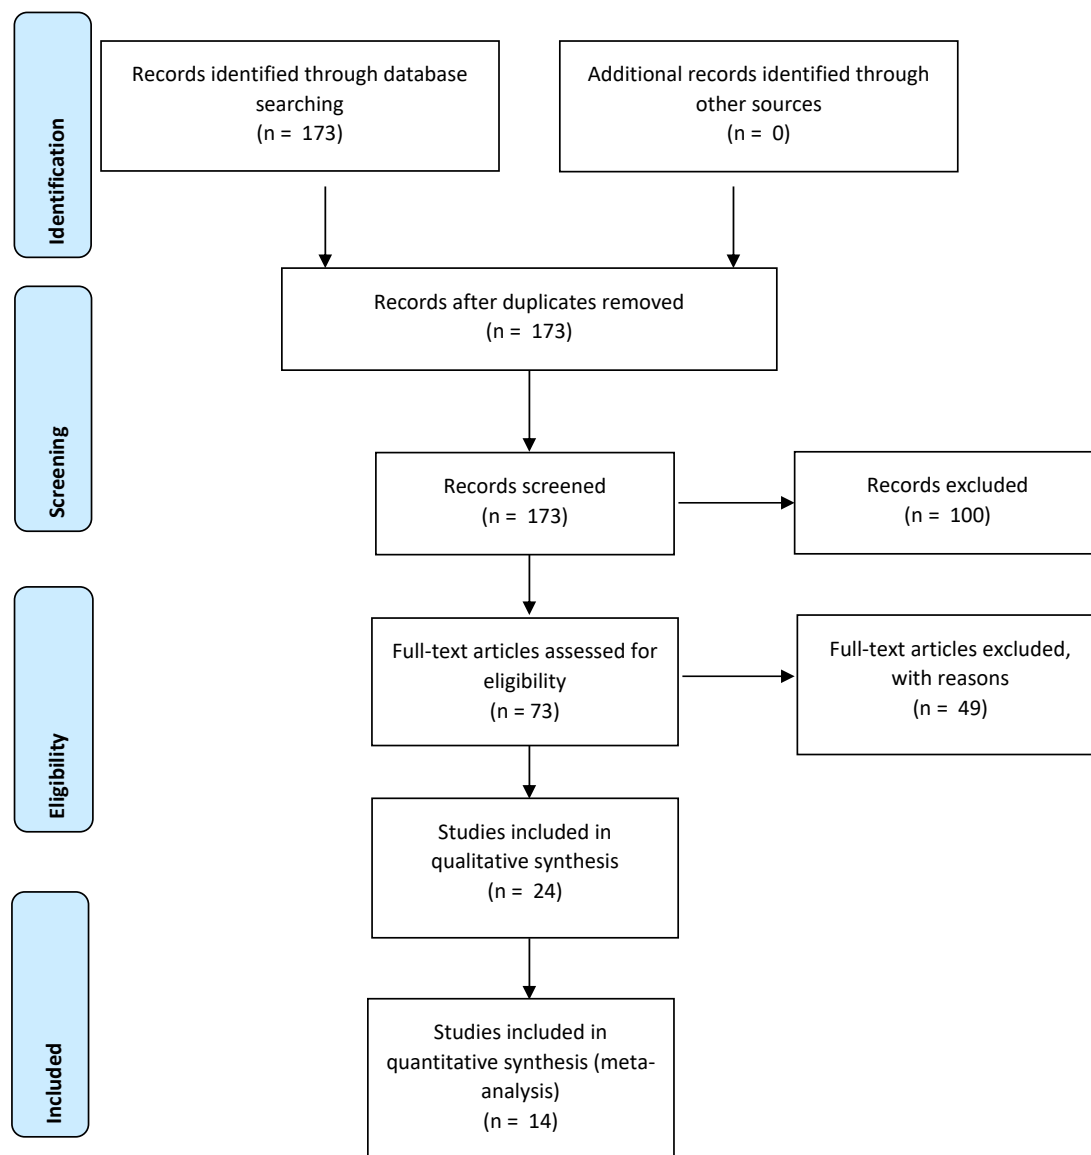 Identification
Records identified through database
searching
(n =  173)
Additional records identified through
other sources
(n =  0)
Screening
Records after duplicates removed
(n =  173)
Records screened
(n =  173)
Records excluded
(n =  100)
Eligibility
Full-text articles assessed for
eligibility
(n = 73)
Full-text articles excluded,
with reasons
(n =  49)
Studies included in
qualitative synthesis
(n =  24)
Included
Studies included in
quantitative synthesis (meta-
analysis)
(n =  14)